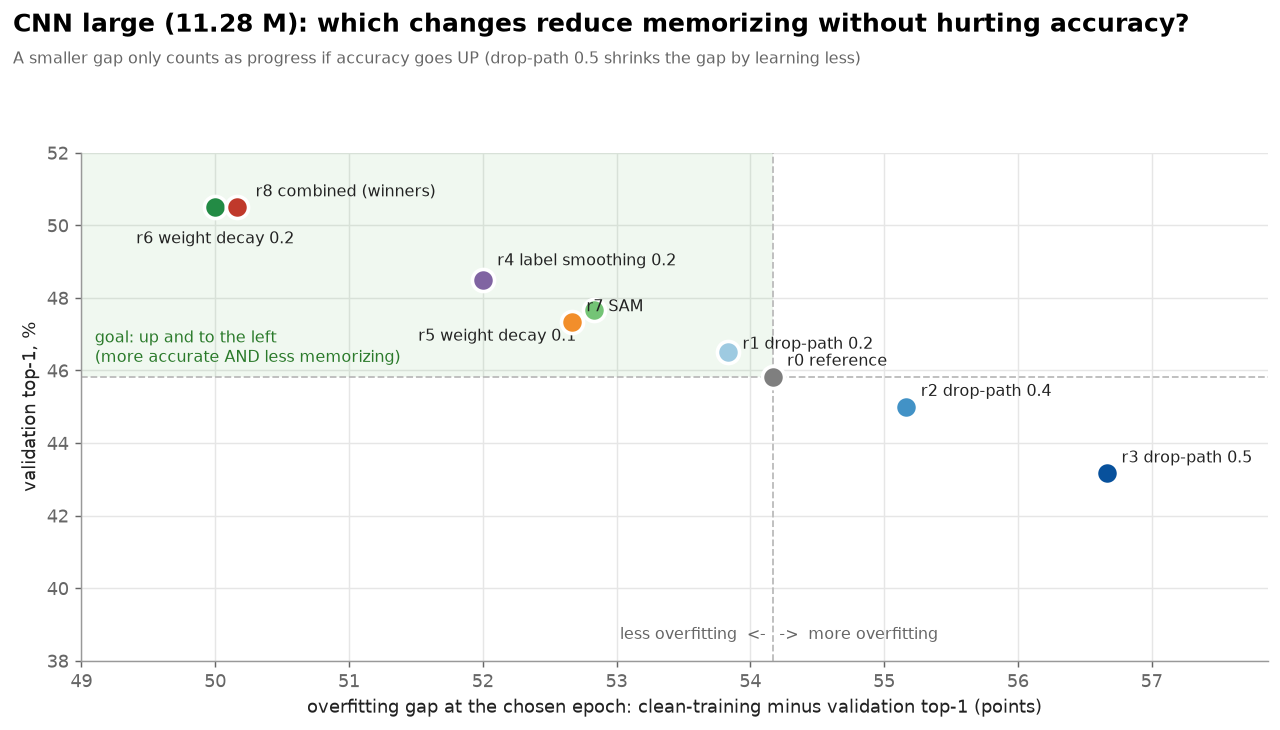 CNN large (11.28 M): which changes reduce memorizing without hurting accuracy?
A smaller gap only counts as progress if accuracy goes UP (drop-path 0.5 shrinks the gap by learning less)
52
50
48
46
44
42
40
38
validation top-1, %
r8 combined (winners)
r6 weight decay 0.2
r4 label smoothing 0.2
r7 SAM
r5 weight decay 0.1
goal: up and to the left
(more accurate AND less memorizing)
r1 drop-path 0.2
r0 reference
r2 drop-path 0.4
r3 drop-path 0.5
less overfitting <- -> more overfitting
49 50 51 52 53 54 55 56 57
overfitting gap at the chosen epoch: clean-training minus validation top-1 (points)